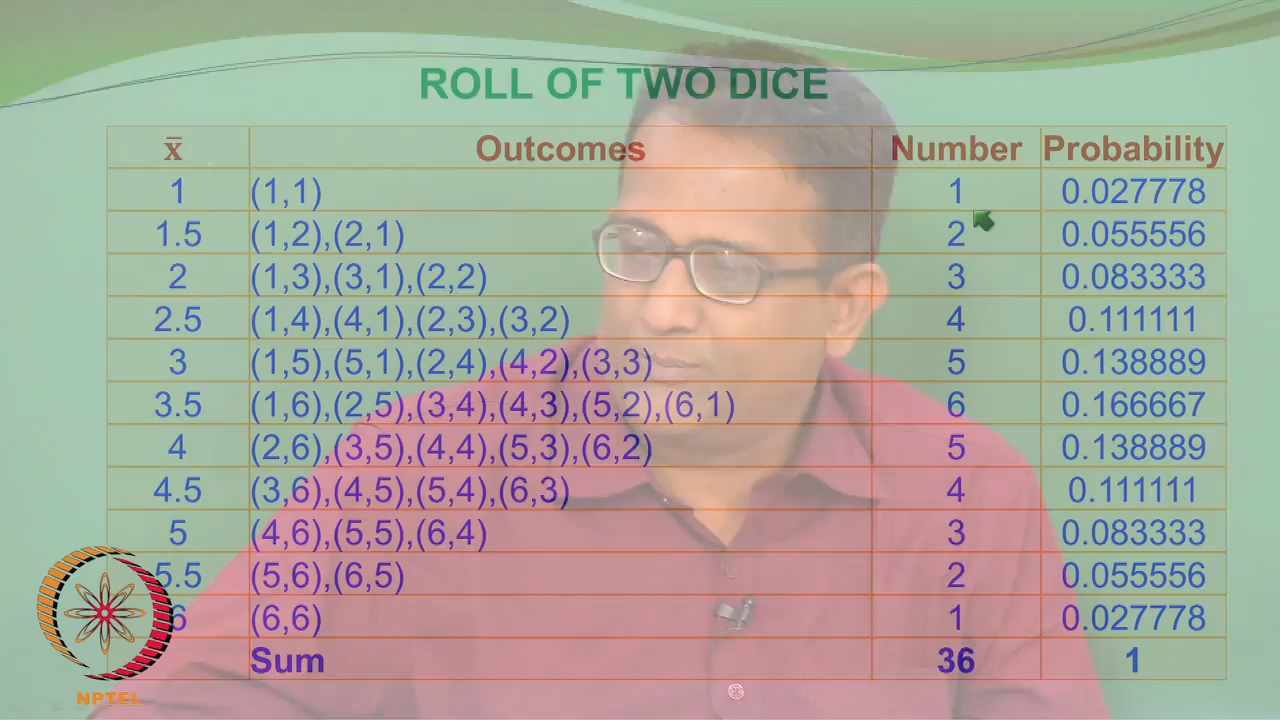 ROLL OF TWO DICE
x̄ Outcomes Number Probability
1 (1,1) 1 0.027778
1.5 (1,2),(2,1) 2 0.055556
2 (1,3),(3,1),(2,2) 3 0.083333
2.5 (1,4),(4,1),(2,3),(3,2) 4 0.111111
3 (1,5),(5,1),(2,4),(4,2),(3,3) 5 0.138889
3.5 (1,6),(2,5),(3,4),(4,3),(5,2),(6,1) 6 0.166667
4 (2,6),(3,5),(4,4),(5,3),(6,2) 5 0.138889
4.5 (3,6),(4,5),(5,4),(6,3) 4 0.111111
5 (4,6),(5,5),(6,4) 3 0.083333
5.5 (5,6),(6,5) 2 0.055556
6 (6,6) 1 0.027778
Sum 36 1
NPTEL